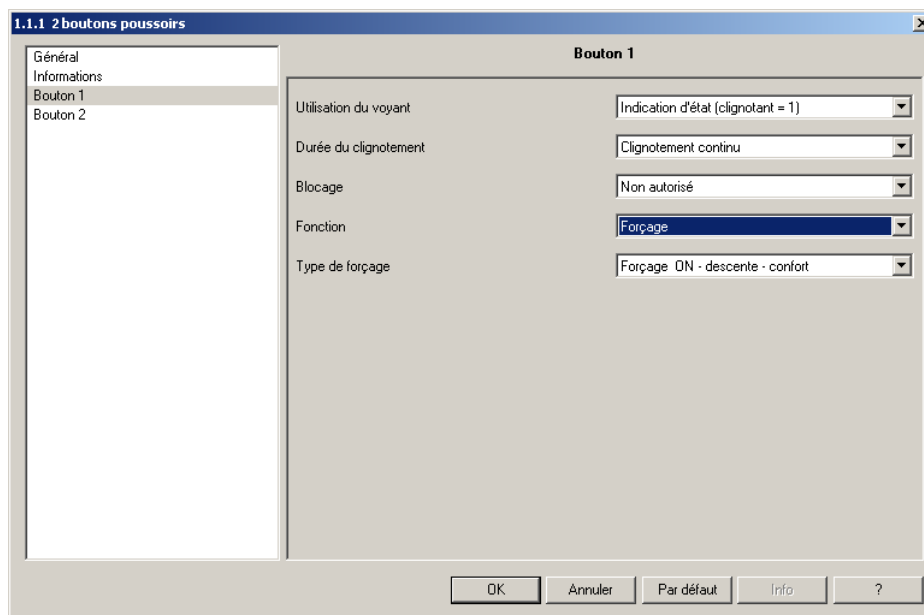 1.1.1 2 boutons poussoirs
Général
Informations
Bouton 1
Bouton 2
Bouton 1
Utilisation du voyant
Indication d'état (clignotant = 1)
Durée du clignotement
Clignotement continu
Blocage
Non autorisé
Fonction
Forçage
Type de forçage
Forçage ON - descente - confort
OK
Annuler
Par défaut
Info
?